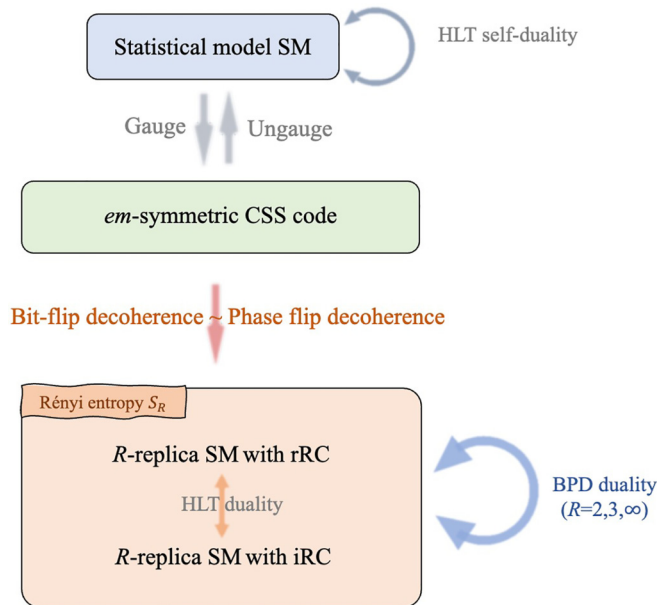 Statistical model SM
HLT self-duality
Gauge
Ungauge
em-symmetric CSS code
Bit-flip decoherence ~ Phase flip decoherence
Rényi entropy S_R
R-replica SM with rRC
HLT duality
R-replica SM with iRC
BPD duality
(R=2,3,∞)